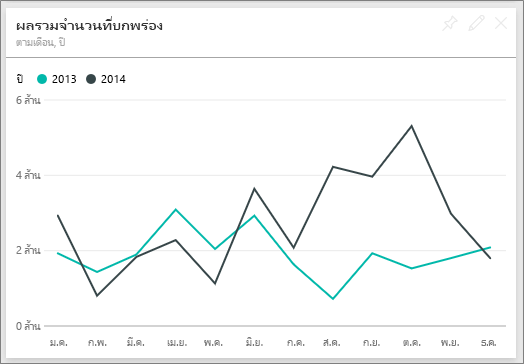 ผลรวมจำนวนที่บกพร่อง
ตามเดือน, ปี
ปี 2013 2014
6 ล้าน
4 ล้าน
2 ล้าน
0 ล้าน
ม.ค. ก.พ. มี.ค. เม.ย. พ.ค. มิ.ย. ก.ค. ส.ค. ก.ย. ต.ค. พ.ย. ธ.ค.